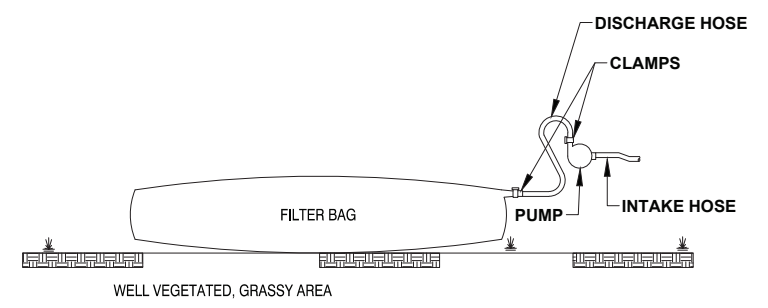 DISCHARGE HOSE
CLAMPS
FILTER BAG
PUMP
INTAKE HOSE
WELL VEGETATED, GRASSY AREA